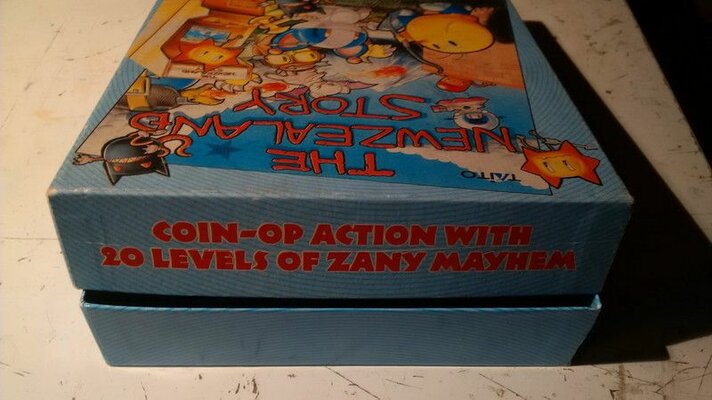 THE
NEWZEALAND
STORY
TAITO
COIN-OP ACTION WITH
20 LEVELS OF ZANY MAYHEM